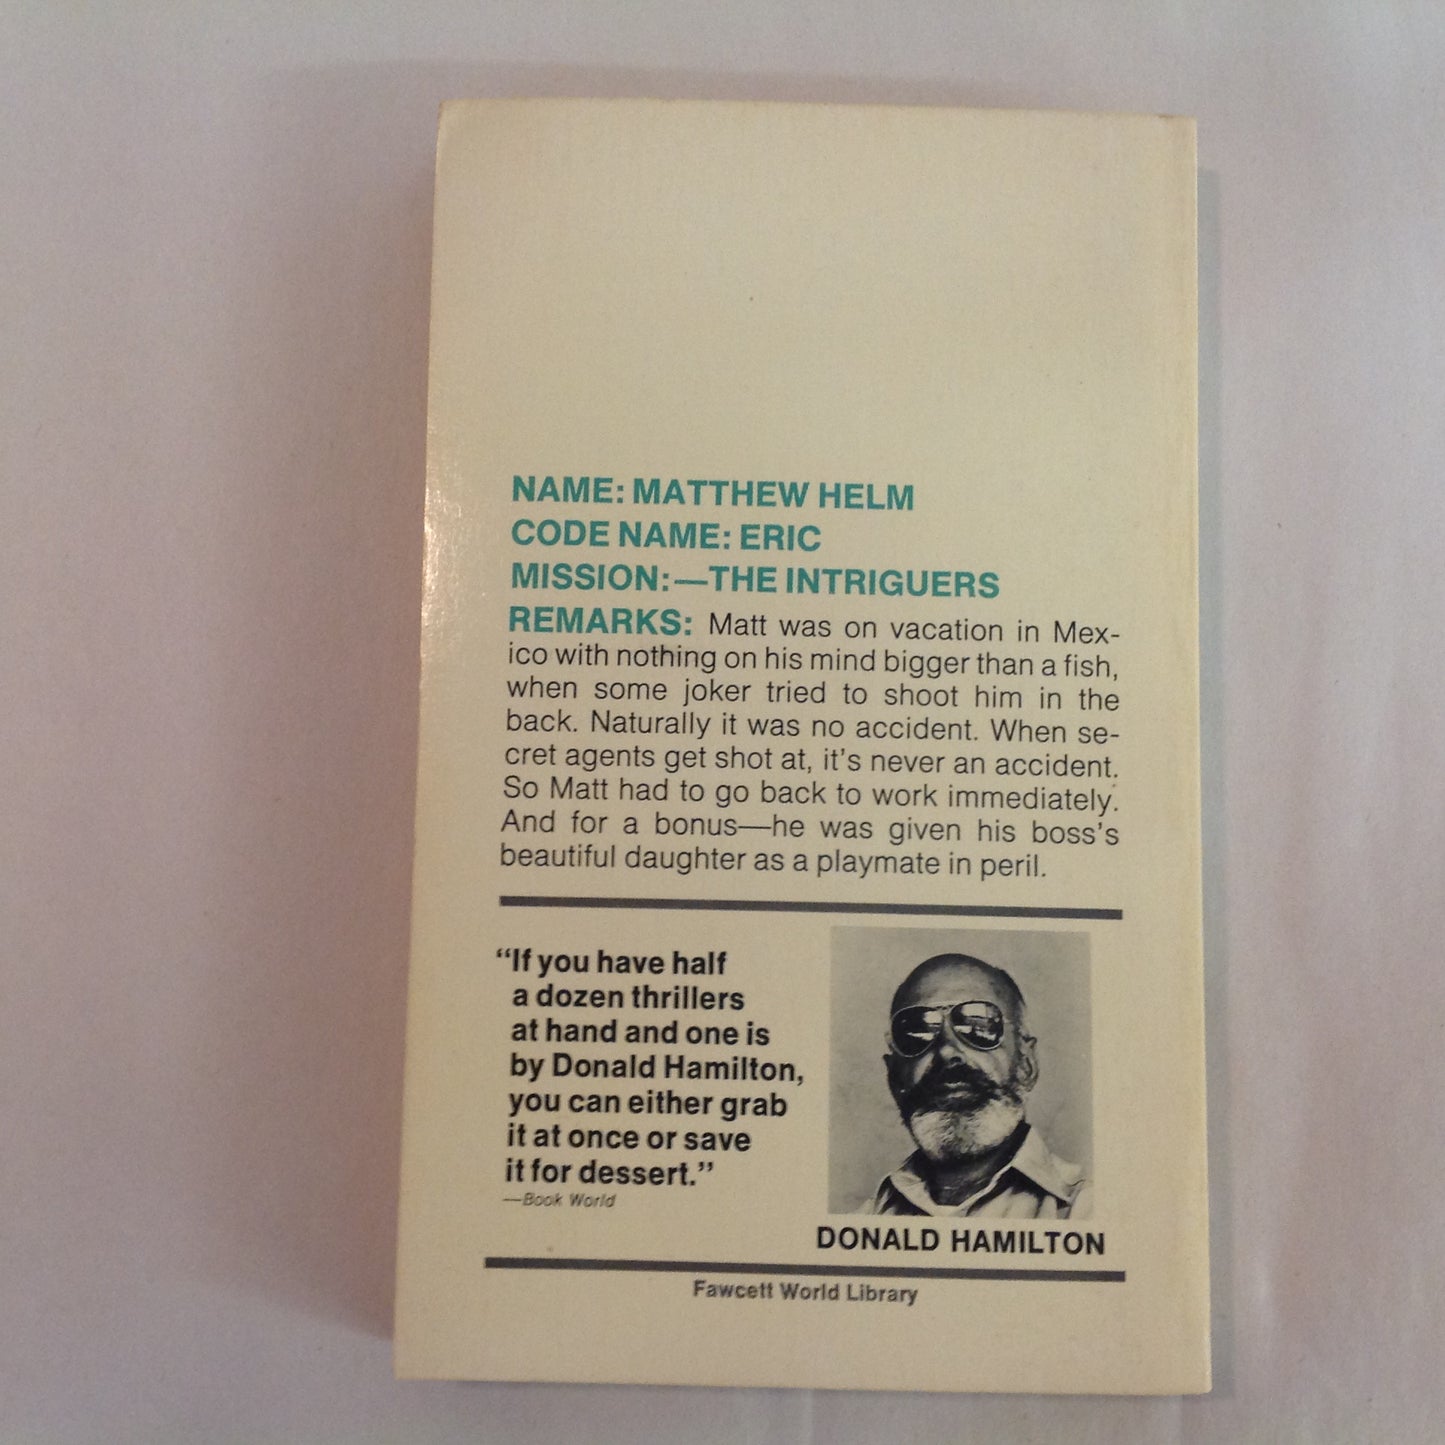 NAME: MATTHEW HELM
CODE NAME: ERIC
MISSION:—THE INTRIGUERS
REMARKS: Matt was on vacation in Mex-
ico with nothing on his mind bigger than a fish,
when some joker tried to shoot him in the
back. Naturally it was no accident. When se-
cret agents get shot at, it's never an accident.
So Matt had to go back to work immediately.
And for a bonus—he was given his boss's
beautiful daughter as a playmate in peril.
“If you have half
a dozen thrillers
at hand and one is
by Donald Hamilton,
you can either grab
it at once or save
it for dessert.”
—Book World
DONALD HAMILTON
Fawcett World Library